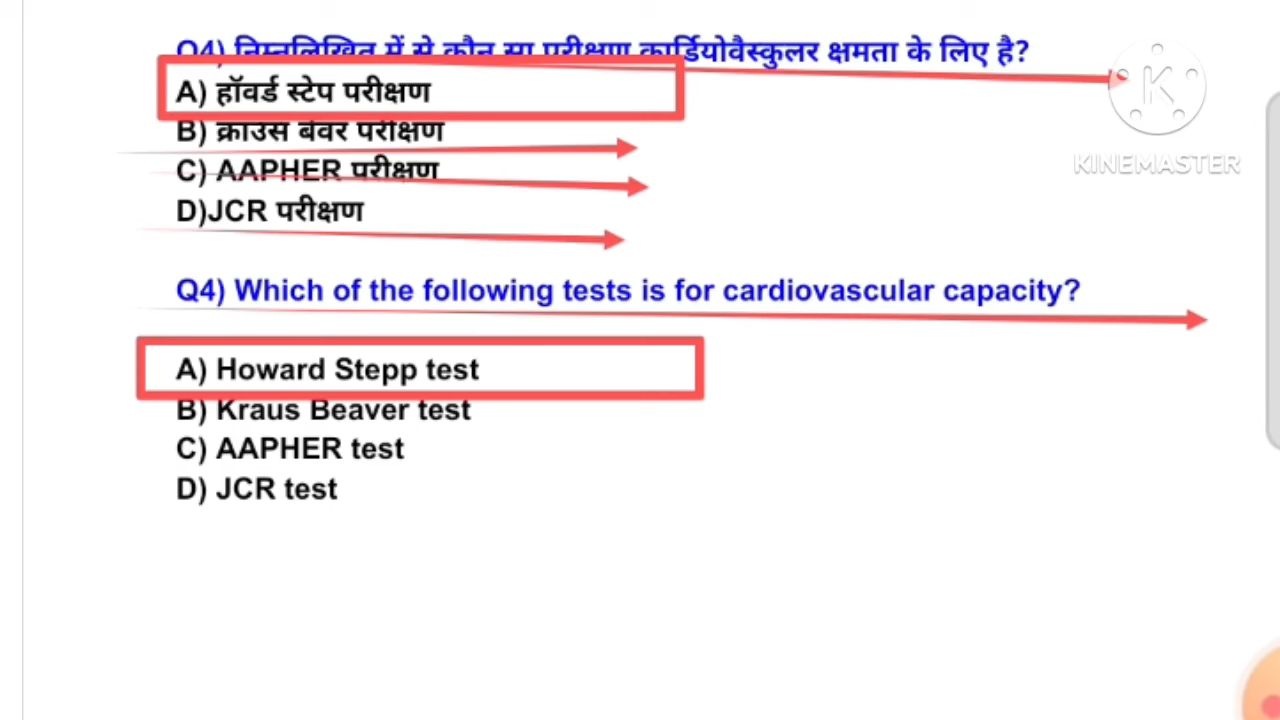 Q4) निम्नलिखित में से कौन सा परीक्षण कार्डियोवैस्कुलर क्षमता के लिए है?
A) हॉवर्ड स्टेप परीक्षण
B) क्राउस बेवर परीक्षण
C) AAPHER परीक्षण
D)JCR परीक्षण
KINEMASTER
Q4) Which of the following tests is for cardiovascular capacity?
A) Howard Stepp test
B) Kraus Beaver test
C) AAPHER test
D) JCR test